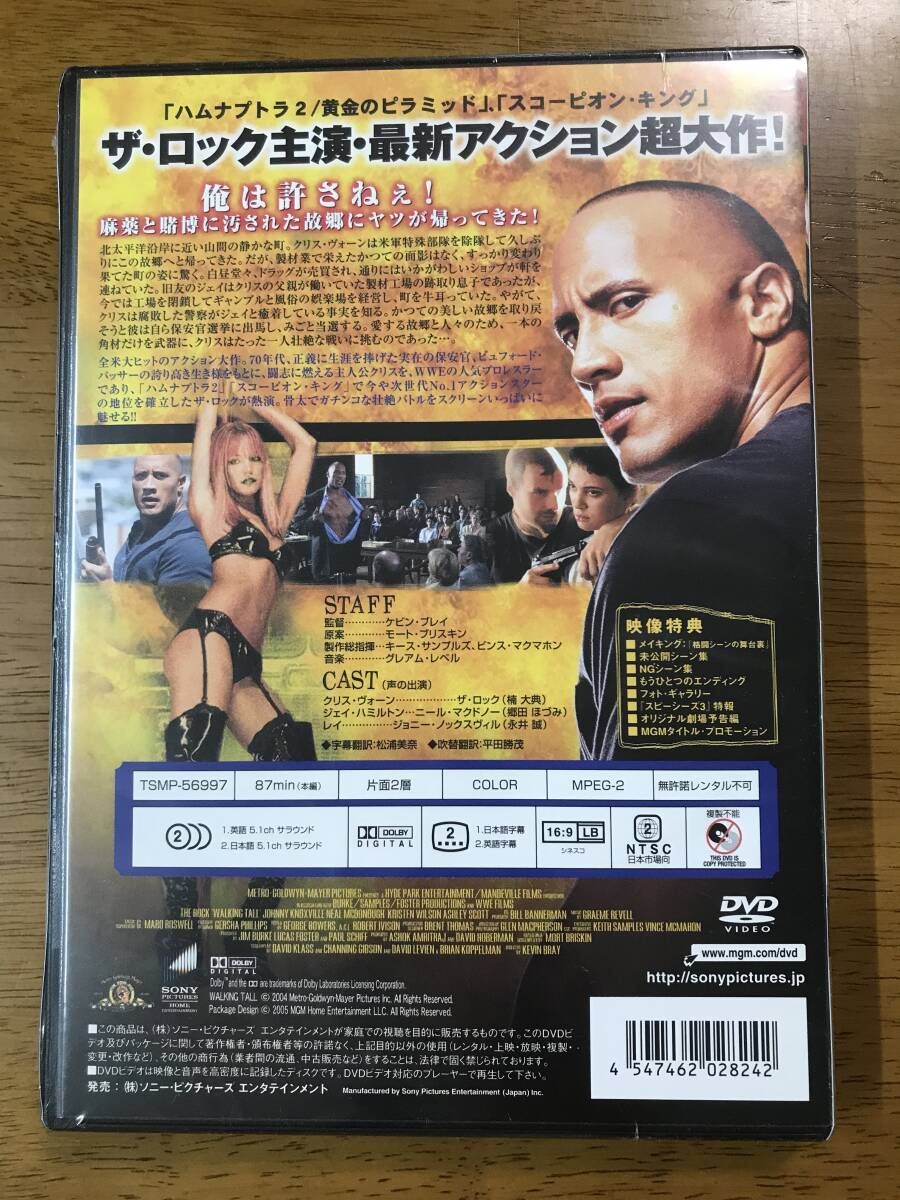 「ハムナプトラ2/黄金のピラミッド」、「スコーピオン・キング」
ザ・ロック主演・最新アクション超大作!
俺は許さねぇ!
麻薬と賭博に汚された故郷にヤツが帰ってきた!
北太平洋沿岸に近い山間の静かな町。クリス・ヴォーンは米軍特殊部隊を除隊して久しぶ
りにこの故郷へと帰ってきた。だが、製材業で栄えたかつての面影はなく、すっかり変わり
果てた町の姿に驚く。白昼堂々、ドラッグが売買され、通りにはいかがわしいショップが軒
を連ねていた。旧友のジェイはクリスの父親が働いていた製材工場の跡取り息子であったが、
今では工場を閉鎖してギャンブルと風俗の娯楽場を経営し、町を牛耳っていた。やがて、
クリスは腐敗した警察がジェイと癒着している事実を知る。かつての美しい故郷を取り戻
そうと彼は自ら保安官選挙に出馬し、みごと当選する。愛する故郷と人々のため、一本の
角材だけを武器に、クリスはたった一人壮絶な戦いに挑むのであった…。
全米大ヒットのアクション大作。70年代、正義に生涯を捧げた実在の保安官、ビュフォード・
パッサーの誇り高き生き様をもとに、闘志に燃える主人公クリスを、WWEの人気プロレスラー
であり、「ハムナプトラ2」「スコーピオン・キング」で今や次世代No.1アクションスター
の地位を確立したザ・ロックが熱演。骨太でガチンコな壮絶バトルをスクリーンいっぱいに
魅せる!!
STAFF
監督…………ケビン・ブレイ
原案…………モート・ブリスキン
製作総指揮…キース・サンプルズ、ビンス・マクマホン
音楽…………グレアム・レベル
CAST(声の出演)
クリス・ヴォーン………………ザ・ロック(楠 大典)
ジェイ・ハミルトン…ニール・マクドノー(郷田 ほづみ)
レイ……………ジョニー・ノックスヴィル(永井 誠)
◆字幕翻訳:松浦美奈 ◆吹替翻訳:平田勝茂
映像特典
■メイキング:「格闘シーンの舞台裏」
■未公開シーン集
■NGシーン集
■もうひとつのエンディング
■フォト・ギャラリー
■『スピーシーズ3』特報
■オリジナル劇場予告編
■MGMタイトル・プロモーション
TSMP-56997 87min(本編) 片面2層 COLOR MPEG-2 無許諾レンタル不可
2 1.英語 5.1ch サラウンド
2.日本語 5.1ch サラウンド
DOLBY DIGITAL
2 1.日本語字幕
2.英語字幕
16:9 LB
シネスコ
2 NTSC
日本市場向
複製不能
THIS DVD IS COPY PROTECTED
METRO-GOLDWYN-MAYER PICTURES PRESENTS A HYDE PARK ENTERTAINMENT/MANDEVILLE FILMS PRODUCTION
IN ASSOCIATION WITH BURKE/SAMPLES/FOSTER PRODUCTIONS AND WWE FILMS
THE ROCK "WALKING TALL" JOHNNY KNOXVILLE NEAL MCDONOUGH KRISTEN WILSON ASHLEY SCOTT BILL BANNERMAN GRAEME REVELL
G. MARQ ROSWELL GERSHA PHILLIPS GEORGE BOWERS, A.C.E. ROBERT IVISON BRENT THOMAS GLEN MACPHERSON KEITH SAMPLES VINCE MCMAHON
JIM BURKE LUCAS FOSTER AND PAUL SCHIFF ASHOK AMRITRAJ AND DAVID HOBERMAN MORT BRISKIN
DAVID KLASS AND CHANNING GIBSON AND DAVID LEVIEN & BRIAN KOPPELMAN KEVIN BRAY
DVD
VIDEO
www.mgm.com/dvd
http://sonypictures.jp
SONY PICTURES
HOME ENTERTAINMENT
DOLBY DIGITAL
Dolby™ and the DD are trademarks of Dolby Laboratories Licensing Corporation.
WALKING TALL © 2004 Metro-Goldwyn-Mayer Pictures Inc. All Rights Reserved.
Package Design © 2005 MGM Home Entertainment LLC. All Rights Reserved.
■この商品は、(株)ソニー・ピクチャーズ エンタテインメントが家庭での視聴を目的に販売するものです。このDVDビ
デオ及びパッケージに関して著作権者・頒布権者等の許諾なく、上記目的以外の使用(レンタル・上映・放映・複製・
変更・改作など)、その他の商行為(業者間の流通、中古販売など)をすることは、法律で固く禁じられております。
■DVDビデオは映像と音声を高密度に記録したディスクです。DVDビデオ対応のプレーヤーで再生して下さい。
発売:(株)ソニー・ピクチャーズ エンタテインメント Manufactured by Sony Pictures Entertainment (Japan) Inc.
4 547462 028242